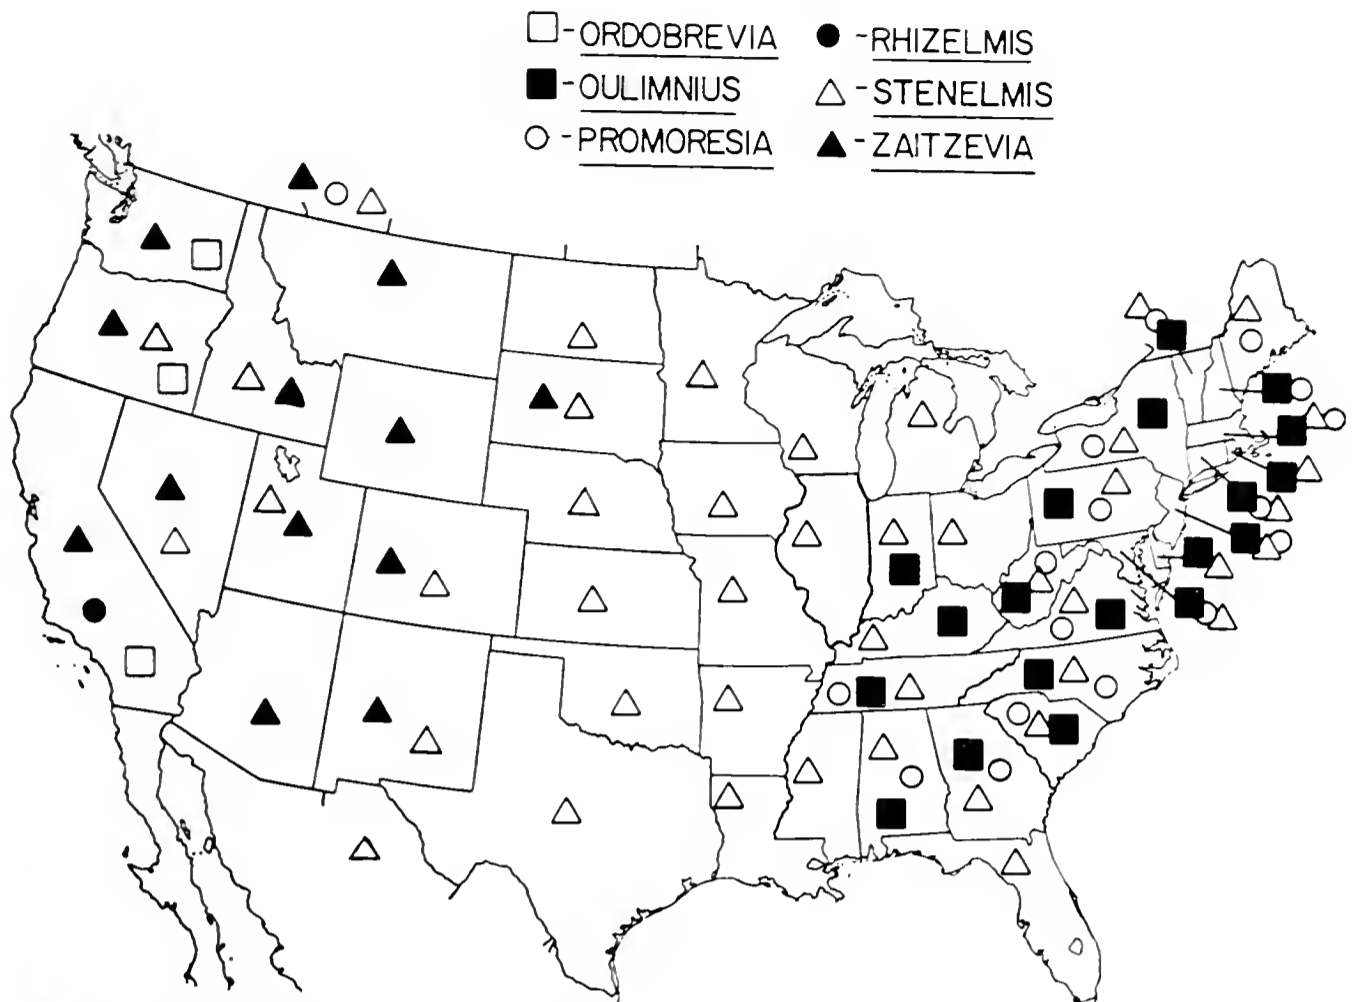 - ORDOBREVIA
- OULIMNIUS
- PROMORESIA
- RHIZELMIS
- STENELMIS
- ZAITZEVIA